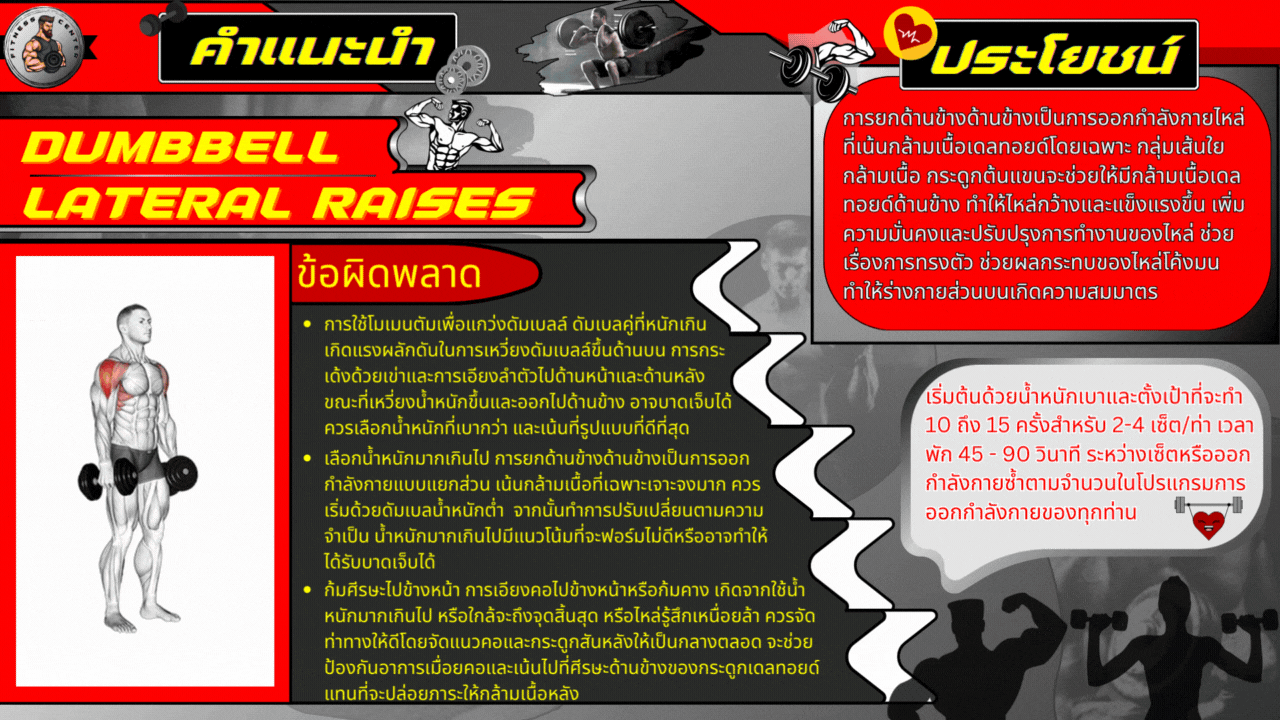 FITNESS CENTER
คำแนะนำ
DUMBBELL
LATERAL RAISES
ข้อผิดพลาด
• การใช้โมเมนตัมเพื่อแกว่งดัมเบลล์ ดัมเบลคู่ที่หนักเกิน
เกิดแรงผลักดันในการเหวี่ยงดัมเบลล์ขึ้นด้านบน การกระ
เด้งด้วยเข่าและการเอียงลำตัวไปด้านหน้าและด้านหลัง
ขณะที่เหวี่ยงน้ำหนักขึ้นและออกไปด้านข้าง อาจบาดเจ็บได้
ควรเลือกน้ำหนักที่เบากว่า และเน้นที่รูปแบบที่ดีที่สุด
• เลือกน้ำหนักมากเกินไป การยกด้านข้างด้านข้างเป็นการออก
กำลังกายแบบแยกส่วน เน้นกล้ามเนื้อที่เฉพาะเจาะจงมาก ควร
เริ่มด้วยดัมเบลน้ำหนักต่ำ จากนั้นทำการปรับเปลี่ยนตามความ
จำเป็น น้ำหนักมากเกินไปมีแนวโน้มที่จะฟอร์มไม่ดีหรืออาจทำให้
ได้รับบาดเจ็บได้
• ก้มศีรษะไปข้างหน้า การเอียงคอไปข้างหน้าหรือก้มคาง เกิดจากใช้น้ำ
หนักมากเกินไป หรือใกล้จะถึงจุดสิ้นสุด หรือไหล่รู้สึกเหนื่อยล้า ควรจัด
ท่าทางให้ดีโดยจัดแนวคอและกระดูกสันหลังให้เป็นกลางตลอด จะช่วย
ป้องกันอาการเมื่อยคอและเน้นไปที่ศีรษะด้านข้างของกระดูกเดลทอยด์
แทนที่จะปล่อยภาระให้กล้ามเนื้อหลัง
ประโยชน์
การยกด้านข้างด้านข้างเป็นการออกกำลังกายไหล่
ที่เน้นกล้ามเนื้อเดลทอยด์โดยเฉพาะ กลุ่มเส้นใย
กล้ามเนื้อ กระดูกต้นแขนจะช่วยให้มีกล้ามเนื้อเดล
ทอยด์ด้านข้าง ทำให้ไหล่กว้างและแข็งแรงขึ้น เพิ่ม
ความมั่นคงและปรับปรุงการทำงานของไหล่ ช่วย
เรื่องการทรงตัว ช่วยผลกระทบของไหล่โค้งมน
ทำให้ร่างกายส่วนบนเกิดความสมมาตร
เริ่มต้นด้วยน้ำหนักเบาและตั้งเป้าที่จะทำ
10 ถึง 15 ครั้งสำหรับ 2-4 เซ็ต/ท่า เวลา
พัก 45 - 90 วินาที ระหว่างเซ็ตหรือออก
กำลังกายซ้ำตามจำนวนในโปรแกรมการ
ออกกำลังกายของทุกท่าน